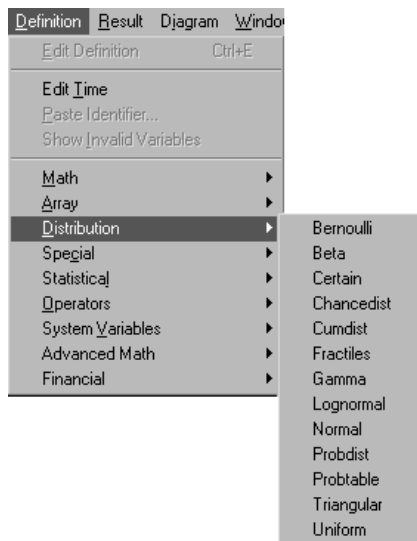 Definition Result Diagram Windo
Edit Definition Ctrl+E
Edit Time
Paste Identifier...
Show Invalid Variables
Math
Array
Distribution
Special
Statistical
Operators
System Variables
Advanced Math
Financial
Bernoulli
Beta
Certain
Chancedist
Cumdist
Fractiles
Gamma
Lognormal
Normal
Probdist
Probtable
Triangular
Uniform